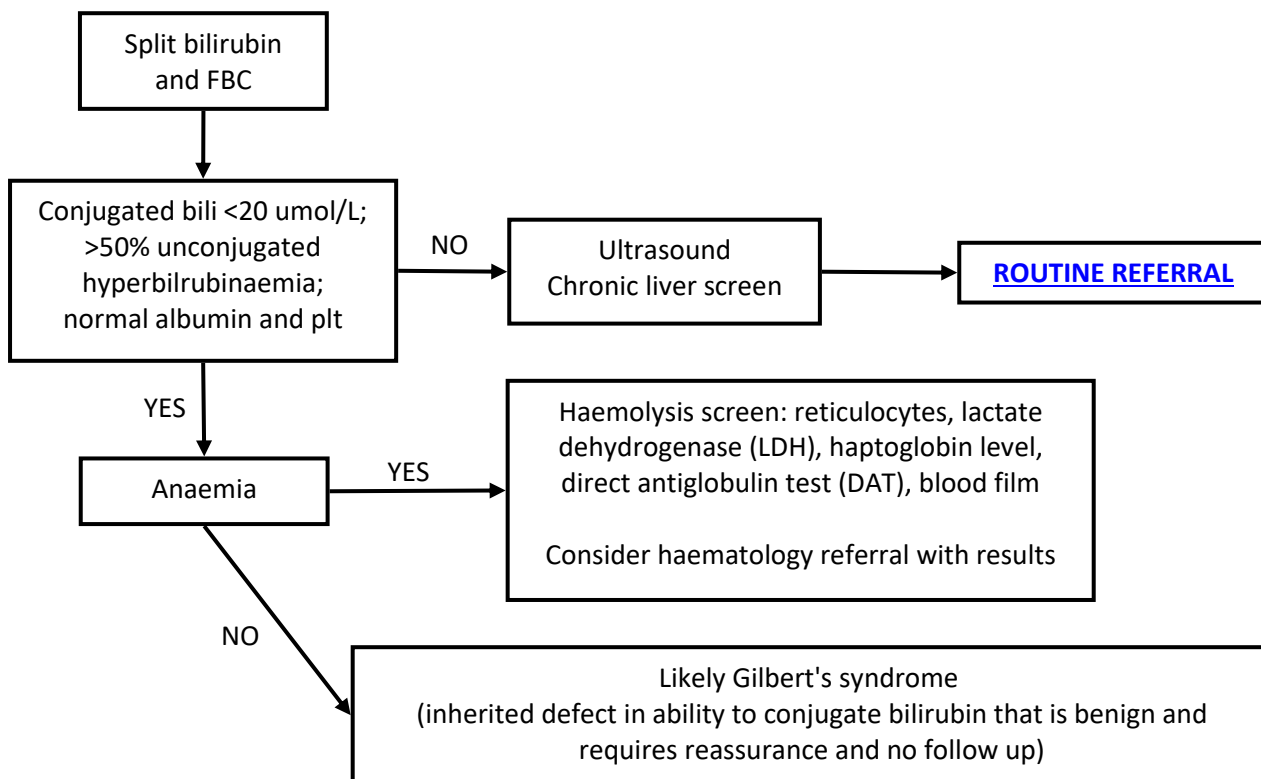 Split bilirubin
and FBC
Conjugated bili <20 umol/L;
>50% unconjugated
hyperbilrubinaemia;
normal albumin and plt
NO
Ultrasound
Chronic liver screen
ROUTINE REFERRAL
YES
Anaemia
YES
Haemolysis screen: reticulocytes, lactate
dehydrogenase (LDH), haptoglobin level,
direct antiglobulin test (DAT), blood film
Consider haematology referral with results
NO
Likely Gilbert's syndrome
(inherited defect in ability to conjugate bilirubin that is benign and
requires reassurance and no follow up)